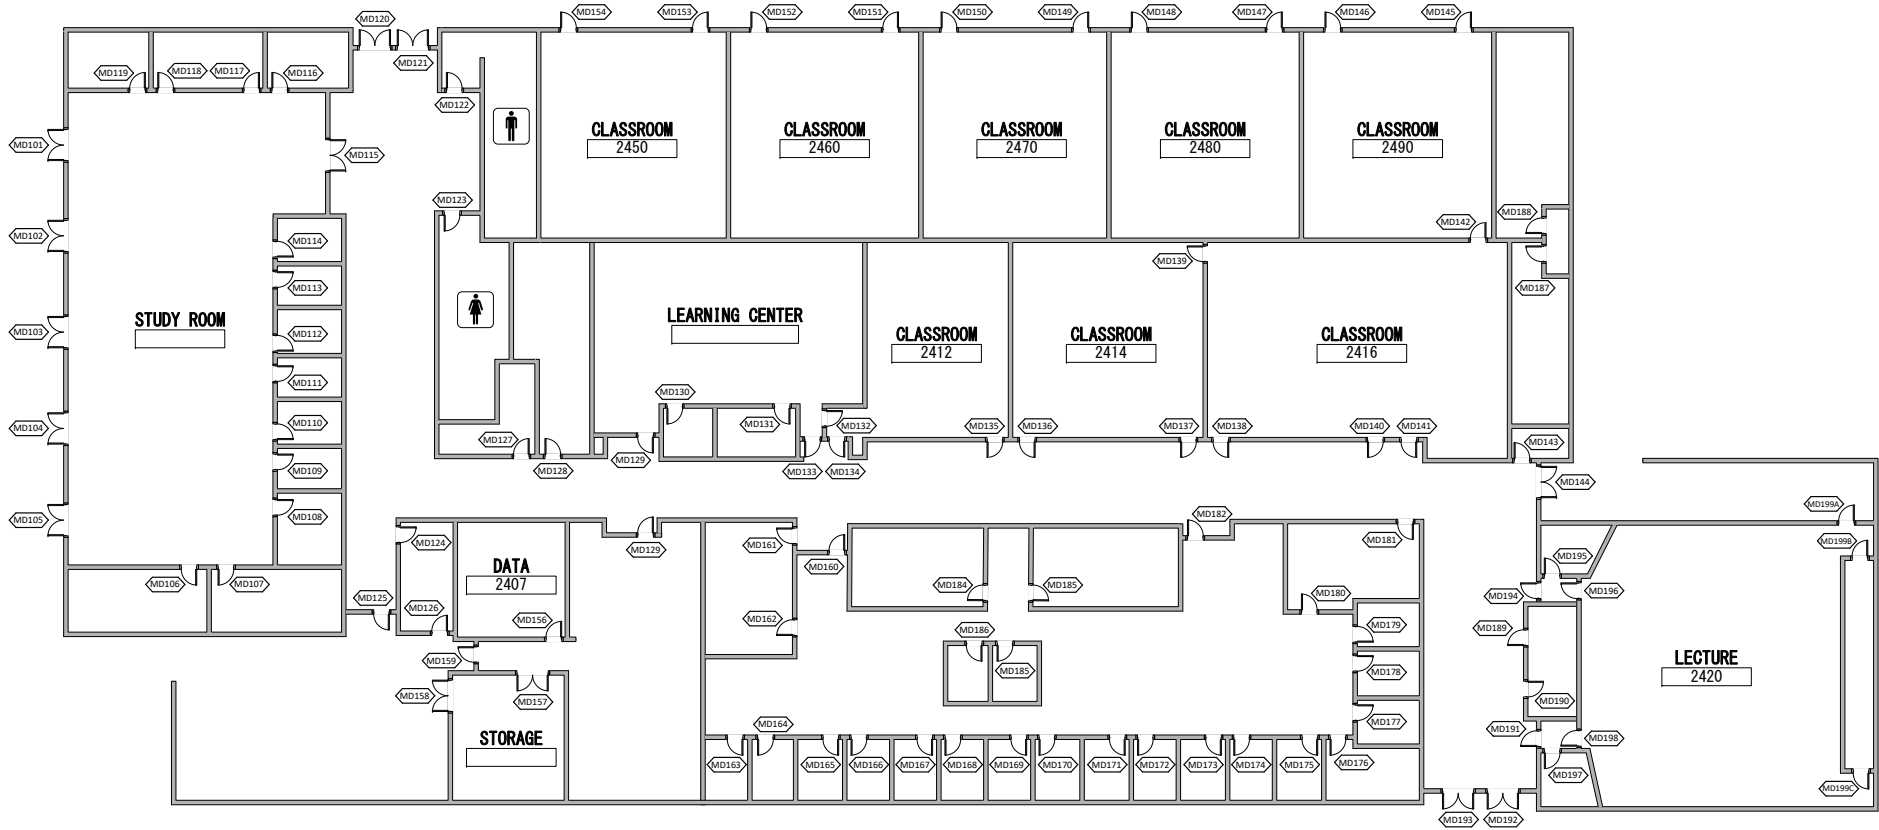 MD154
MD153
MD152
MD151
MD150
MD149
MD148
MD147
MD146
MD145
MD120
MD121
MD119
MD118
MD117
MD116
MD122
MD101
MD115
CLASSROOM
2450
CLASSROOM
2460
CLASSROOM
2470
CLASSROOM
2480
CLASSROOM
2490
MD123
MD102
MD114
MD142
MD188
MD139
MD113
MD187
STUDY ROOM
MD103
MD112
LEARNING CENTER
CLASSROOM
2412
CLASSROOM
2414
CLASSROOM
2416
MD111
MD130
MD104
MD110
MD131
MD132
MD135
MD136
MD137
MD138
MD140
MD141
MD127
MD128
MD129
MD133
MD134
MD143
MD109
MD144
MD105
MD108
MD199A
MD124
MD129
MD161
MD160
MD182
MD181
MD199B
MD106
MD107
DATA
2407
MD195
MD125
MD126
MD156
MD162
MD184
MD185
MD180
MD194
MD196
MD186
MD179
MD189
MD159
MD185
MD178
LECTURE
2420
MD158
MD157
MD190
MD164
MD177
MD191
MD198
STORAGE
MD163
MD165
MD166
MD167
MD168
MD169
MD170
MD171
MD172
MD173
MD174
MD175
MD176
MD197
MD199C
MD193
MD192